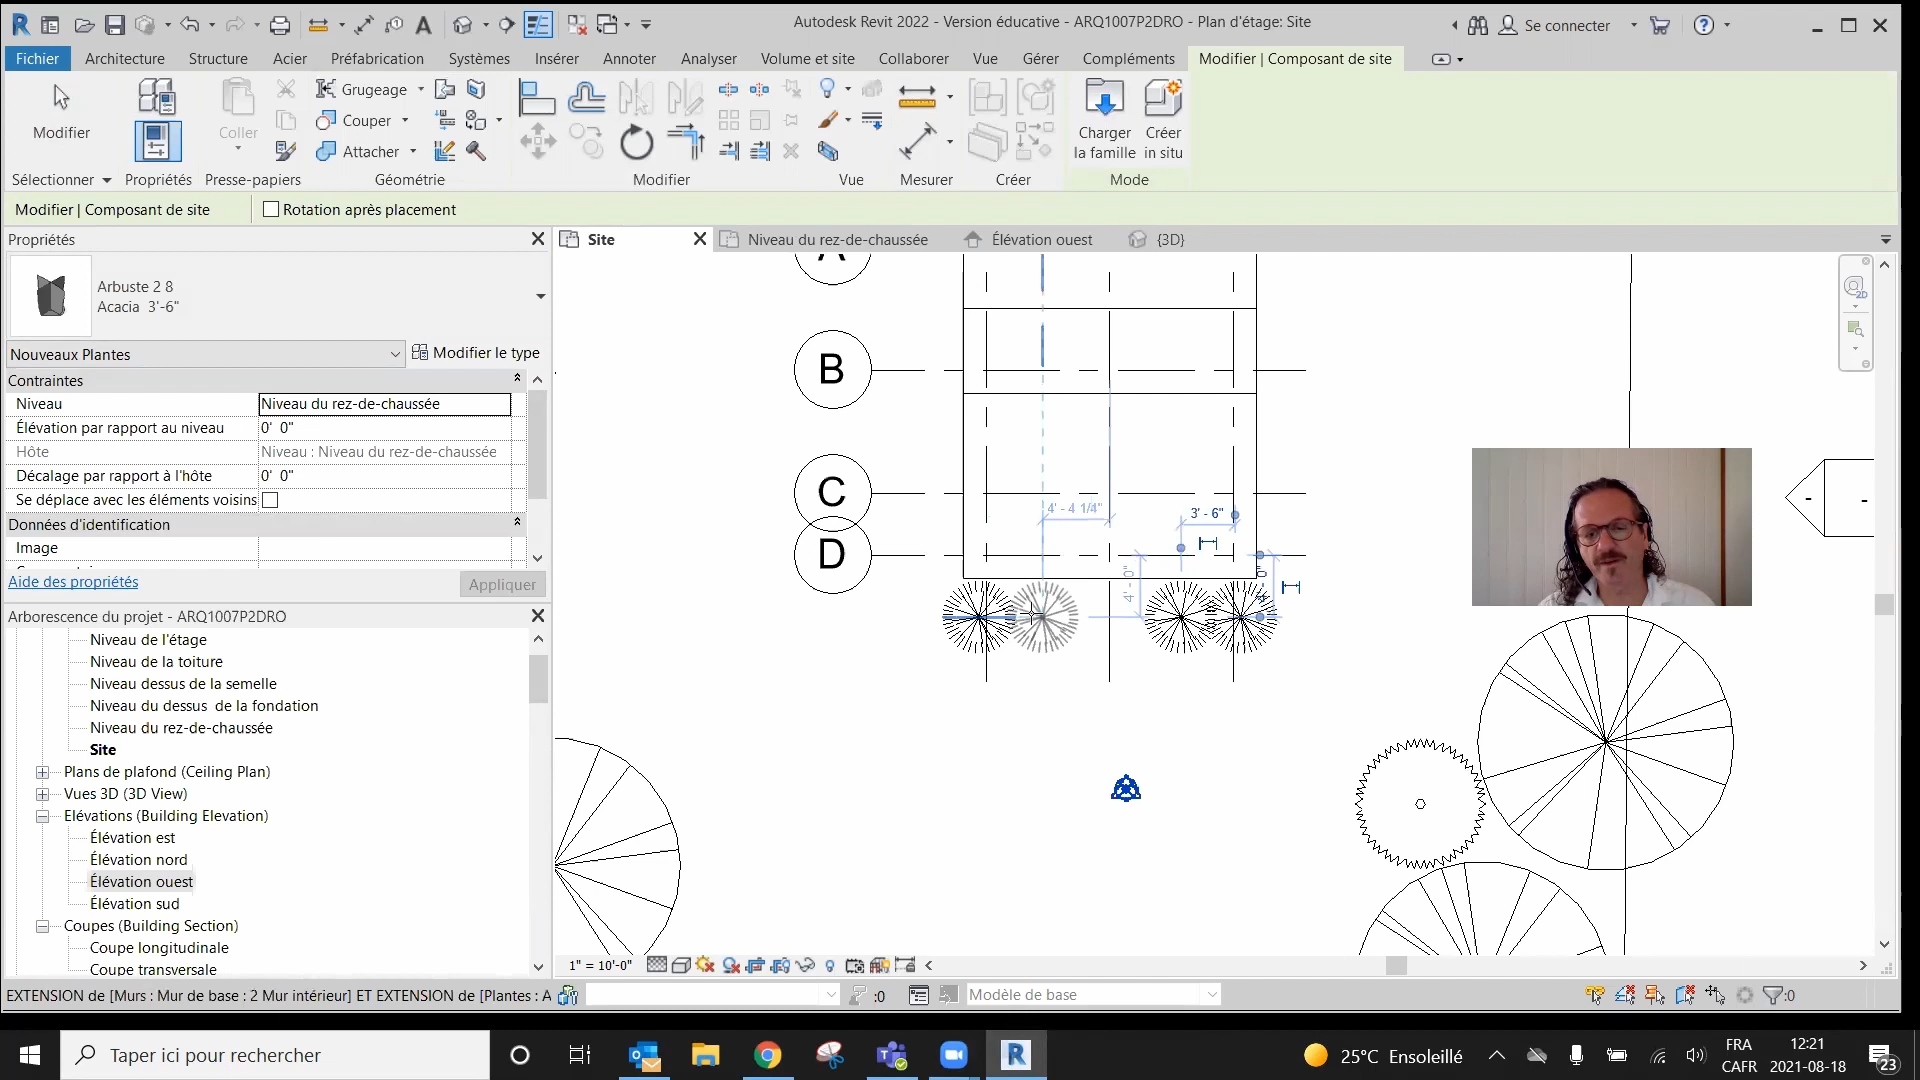 Autodesk Revit 2022 - Version éducative - ARQ1007P2DRO - Plan d'étage: Site
Se connecter
Fichier
Architecture
Structure
Acier
Préfabrication
Systèmes
Insérer
Annoter
Analyser
Volume et site
Collaborer
Vue
Gérer
Compléments
Modifier | Composant de site
Modifier
Coller
Grugeage
Couper
Attacher
Charger
la famille
Créer
in situ
Sélectionner
Propriétés
Presse-papiers
Géométrie
Modifier
Vue
Mesurer
Créer
Mode
Modifier | Composant de site
Rotation après placement
Propriétés
Site
Niveau du rez-de-chaussée
Élévation ouest
{3D}
Arbuste 2 8
Acacia 3'-6"
Nouveaux Plantes
Modifier le type
Contraintes
Niveau
Niveau du rez-de-chaussée
Élévation par rapport au niveau
0' 0"
Hôte
Niveau : Niveau du rez-de-chaussée
Décalage par rapport à l'hôte
0' 0"
Se déplace avec les éléments voisins
Données d'identification
Image
Aide des propriétés
Appliquer
Arborescence du projet - ARQ1007P2DRO
Niveau de l'étage
Niveau de la toiture
Niveau dessus de la semelle
Niveau du dessus de la fondation
Niveau du rez-de-chaussée
Site
Plans de plafond (Ceiling Plan)
Vues 3D (3D View)
Elévations (Building Elevation)
Élévation est
Élévation nord
Élévation ouest
Élévation sud
Coupes (Building Section)
Coupe longitudinale
Coupe transversale
A
B
C
D
4' - 4 1/4"
3' - 6"
4' - 0"
4' - 0"
2D
1" = 10'-0"
EXTENSION de [Murs : Mur de base : 2 Mur intérieur] ET EXTENSION de [Plantes : A
:0
Modèle de base
:0
Taper ici pour rechercher
25°C Ensoleillé
FRA
CAFR
12:21
2021-08-18
23